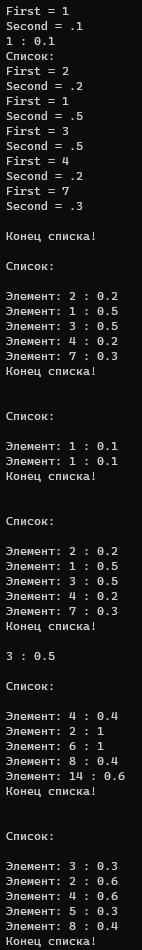 First = 1
Second = .1
1 : 0.1
Список:
First = 2
Second = .2
First = 1
Second = .5
First = 3
Second = .5
First = 4
Second = .2
First = 7
Second = .3
Конец списка!
Список:
Элемент: 2 : 0.2
Элемент: 1 : 0.5
Элемент: 3 : 0.5
Элемент: 4 : 0.2
Элемент: 7 : 0.3
Конец списка!
Список:
Элемент: 1 : 0.1
Элемент: 1 : 0.1
Конец списка!
Список:
Элемент: 2 : 0.2
Элемент: 1 : 0.5
Элемент: 3 : 0.5
Элемент: 4 : 0.2
Элемент: 7 : 0.3
Конец списка!
3 : 0.5
Список:
Элемент: 4 : 0.4
Элемент: 2 : 1
Элемент: 6 : 1
Элемент: 8 : 0.4
Элемент: 14 : 0.6
Конец списка!
Список:
Элемент: 3 : 0.3
Элемент: 2 : 0.6
Элемент: 4 : 0.6
Элемент: 5 : 0.3
Элемент: 8 : 0.4
Конец списка!